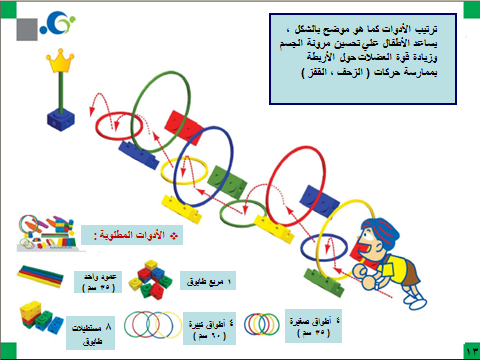 ترتيب الأدوات كما هو موضح بالشكل ،
يساعد الأطفال علي تحسين مرونة الجسم
وزيادة قوة العضلات حول الأربطة
بممارسة حركات ( الزحف ، القفز )
الأدوات المطلوبة :
عمود واحد
( ٣٥ سم )
١ مربع طابوق
٨ مستطيلات
طابوق
٤ أطواق كبيرة
( ٦٠ سم )
٤ أطواق صغيرة
( ٣٥ سم )
١٣